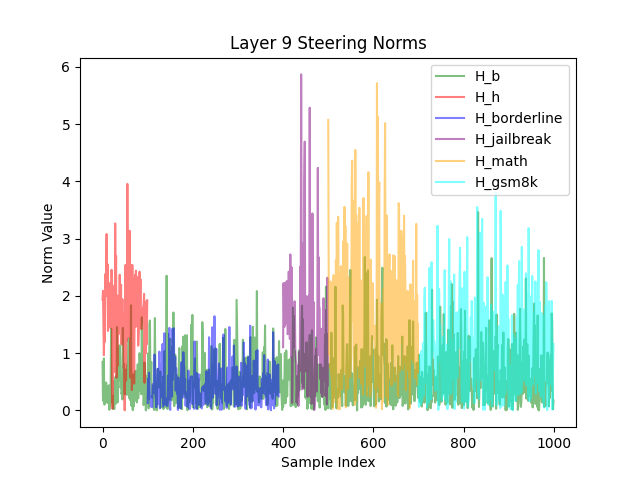 Layer 9 Steering Norms
Norm Value
6
5
4
3
2
1
0
H_b
H_h
H_borderline
H_jailbreak
H_math
H_gsm8k
0 200 400 600 800 1000
Sample Index